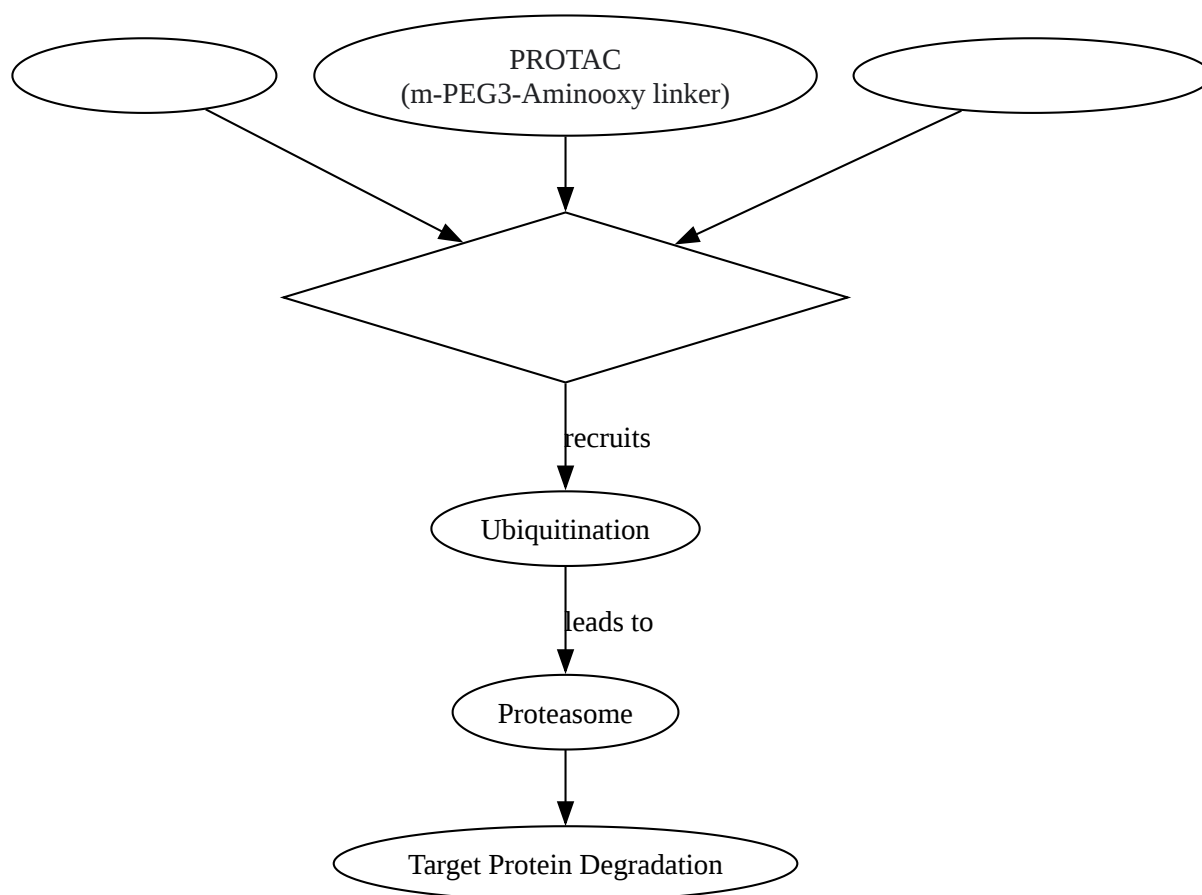 PROTAC
(m-PEG3-Aminooxy linker)
recruits
Ubiquitination
leads to
Proteasome
Target Protein Degradation